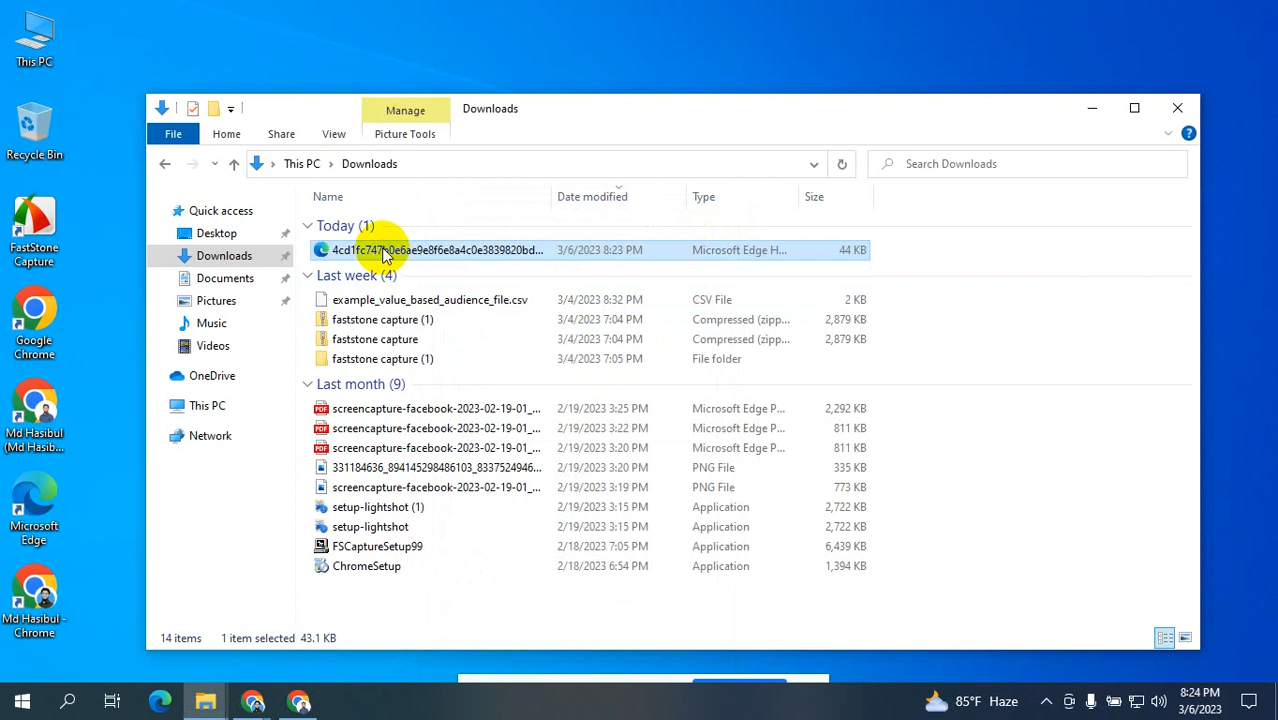 This PC
Recycle Bin
FastStone
Capture
Google
Chrome
Md Hasibul
(Md Hasib...
Microsoft
Edge
Md Hasibul -
Chrome
Manage
Downloads
File
Home
Share
View
Picture Tools
This PC
Downloads
Search Downloads
Quick access
Desktop
Downloads
Documents
Pictures
Music
Videos
OneDrive
This PC
Network
Name
Date modified
Type
Size
Today (1)
4cd1fc747b0e6ae9e8f6e8a4c0e3839820bd... 3/6/2023 8:23 PM Microsoft Edge H... 44 KB
Last week (4)
example_value_based_audience_file.csv 3/4/2023 8:32 PM CSV File 2 KB
faststone capture (1) 3/4/2023 7:04 PM Compressed (zipp... 2,879 KB
faststone capture 3/4/2023 7:04 PM Compressed (zipp... 2,879 KB
faststone capture (1) 3/4/2023 7:05 PM File folder
Last month (9)
screencapture-facebook-2023-02-19-01_... 2/19/2023 3:25 PM Microsoft Edge P... 2,292 KB
screencapture-facebook-2023-02-19-01_... 2/19/2023 3:22 PM Microsoft Edge P... 811 KB
screencapture-facebook-2023-02-19-01_... 2/19/2023 3:20 PM Microsoft Edge P... 811 KB
331184636_894145298486103_8337524946... 2/19/2023 3:20 PM PNG File 335 KB
screencapture-facebook-2023-02-19-01_... 2/19/2023 3:19 PM PNG File 773 KB
setup-lightshot (1) 2/19/2023 3:15 PM Application 2,722 KB
setup-lightshot 2/19/2023 3:15 PM Application 2,722 KB
FSCaptureSetup99 2/18/2023 7:05 PM Application 6,439 KB
ChromeSetup 2/18/2023 6:54 PM Application 1,394 KB
14 items 1 item selected 43.1 KB
85°F Haze
8:24 PM
3/6/2023